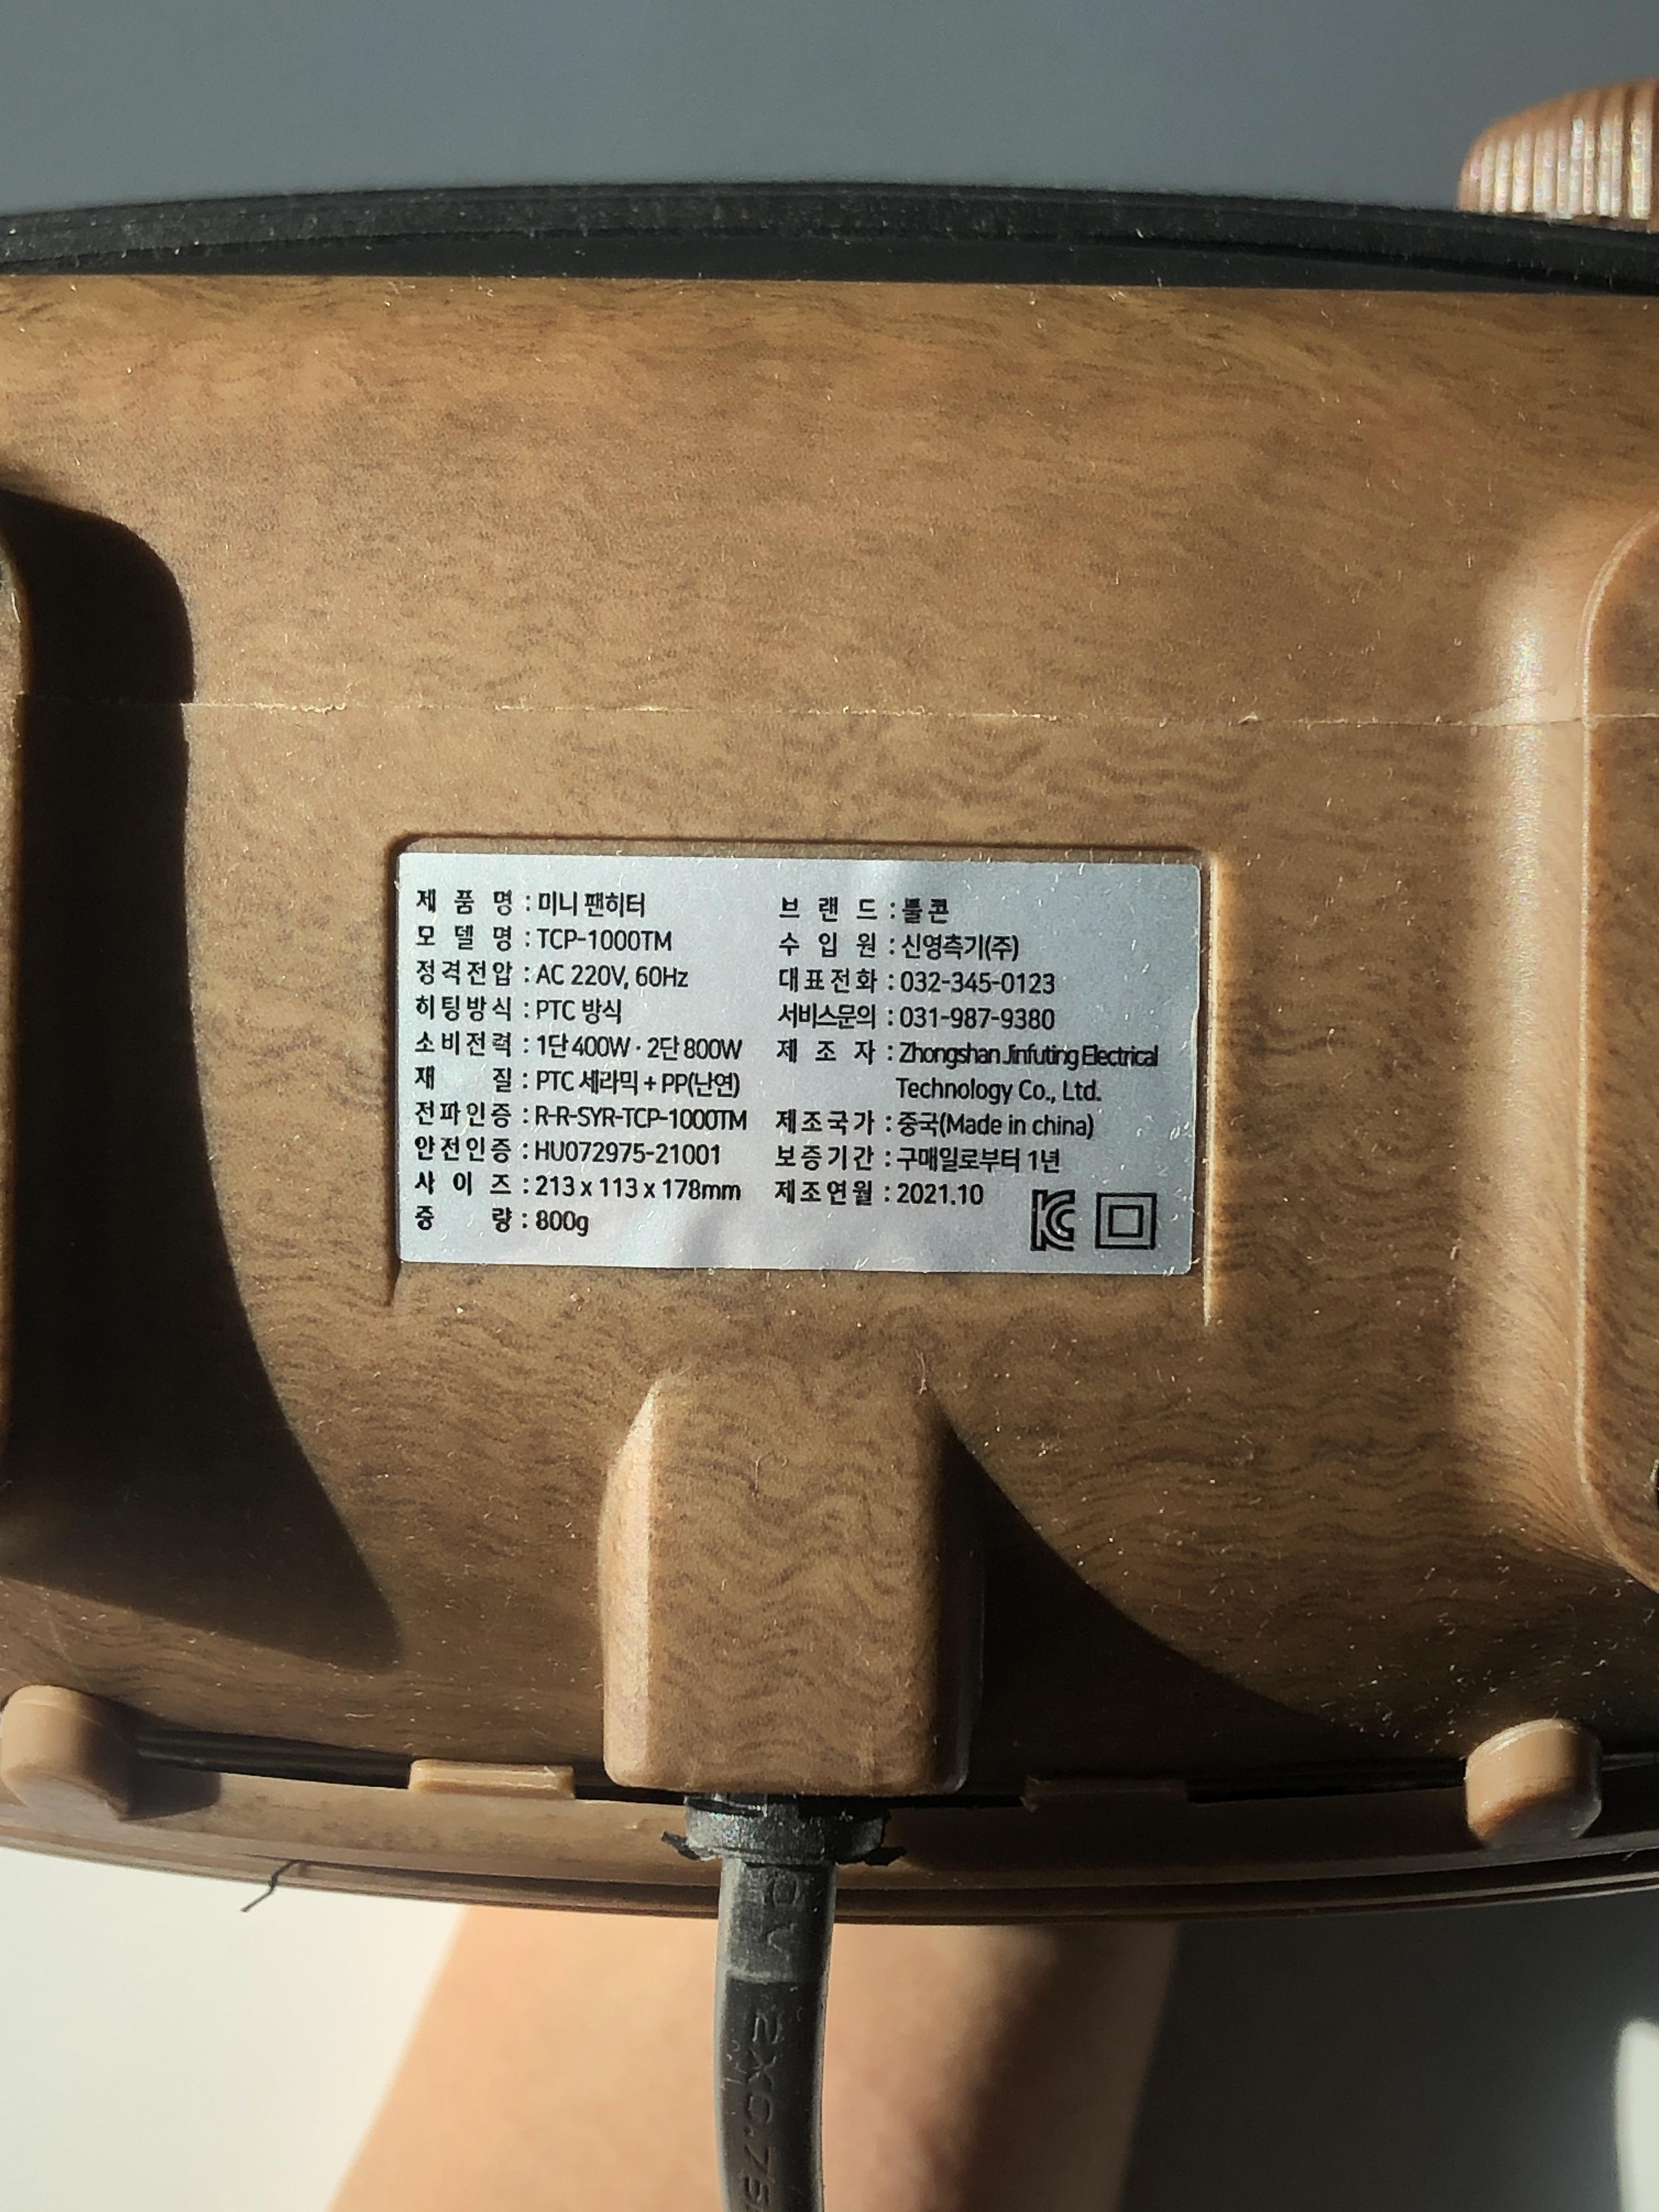 제 품 명 : 미니 팬히터
모 델 명 : TCP-1000TM
정격전압 : AC 220V, 60Hz
히팅방식 : PTC 방식
소비전력 : 1단 400W · 2단 800W
재 질 : PTC 세라믹 + PP(난연)
전파인증 : R-R-SYR-TCP-1000TM
안전인증 : HU072975-21001
사 이 즈 : 213 x 113 x 178mm
중 량 : 800g
브 랜 드 : 툴콘
수 입 원 : 신영측기(주)
대표전화 : 032-345-0123
서비스문의 : 031-987-9380
제 조 자 : Zhongshan Jinfuting Electrical
Technology Co., Ltd.
제조국가 : 중국(Made in china)
보증기간 : 구매일로부터 1년
제조연월 : 2021.10
KC
0V 2X0.75